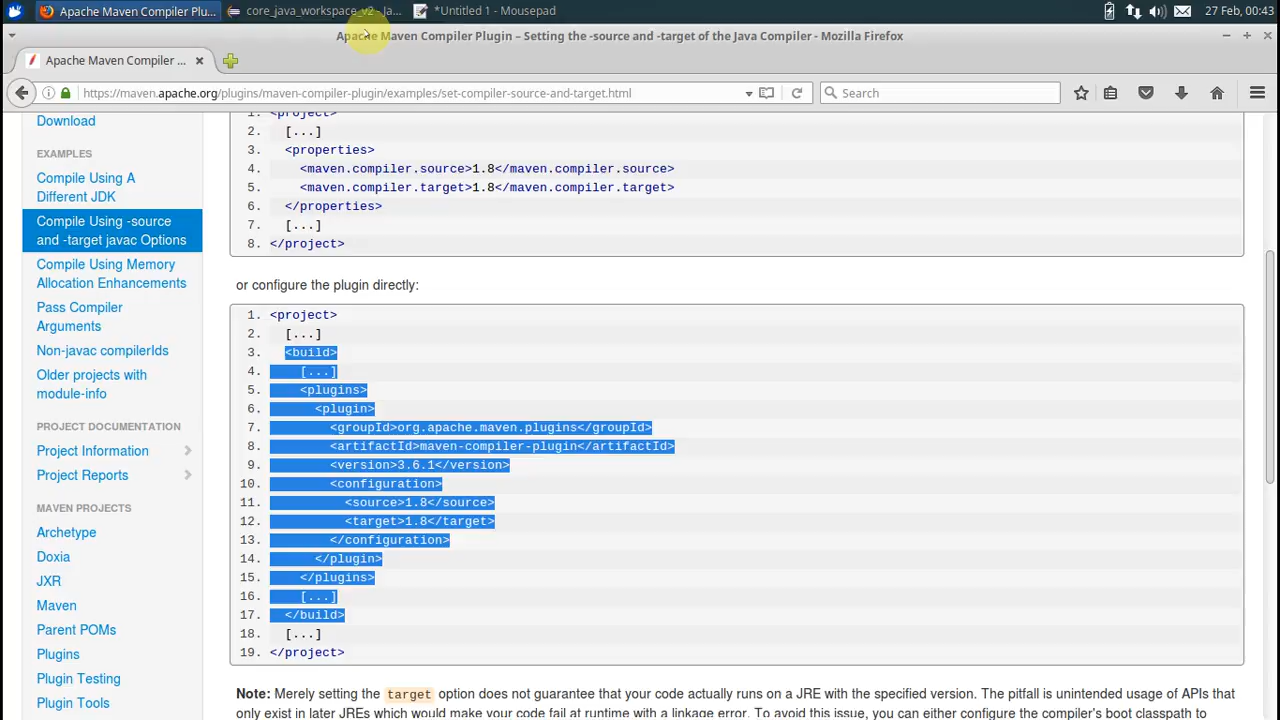 Apache Maven Compiler Plu...
core_java_workspace_v2 - Ja...
*Untitled 1 - Mousepad
27 Feb, 00:43
Apache Maven Compiler Plugin – Setting the -source and -target of the Java Compiler - Mozilla Firefox
Apache Maven Compiler ...
https://maven.apache.org/plugins/maven-compiler-plugin/examples/set-compiler-source-and-target.html
Search
Download
EXAMPLES
Compile Using A
Different JDK
Compile Using -source
and -target javac Options
Compile Using Memory
Allocation Enhancements
Pass Compiler
Arguments
Non-javac compilerIds
Older projects with
module-info
PROJECT DOCUMENTATION
Project Information
Project Reports
MAVEN PROJECTS
Archetype
Doxia
JXR
Maven
Parent POMs
Plugins
Plugin Testing
Plugin Tools
1. <project>
2. [...]
3. <properties>
4. <maven.compiler.source>1.8</maven.compiler.source>
5. <maven.compiler.target>1.8</maven.compiler.target>
6. </properties>
7. [...]
8. </project>
or configure the plugin directly:
1. <project>
2. [...]
3. <build>
4. [...]
5. <plugins>
6. <plugin>
7. <groupId>org.apache.maven.plugins</groupId>
8. <artifactId>maven-compiler-plugin</artifactId>
9. <version>3.6.1</version>
10. <configuration>
11. <source>1.8</source>
12. <target>1.8</target>
13. </configuration>
14. </plugin>
15. </plugins>
16. [...]
17. </build>
18. [...]
19. </project>
Note: Merely setting the target option does not guarantee that your code actually runs on a JRE with the specified version. The pitfall is unintended usage of APIs that
only exist in later JREs which would make your code fail at runtime with a linkage error. To avoid this issue, you can either configure the compiler's boot classpath to